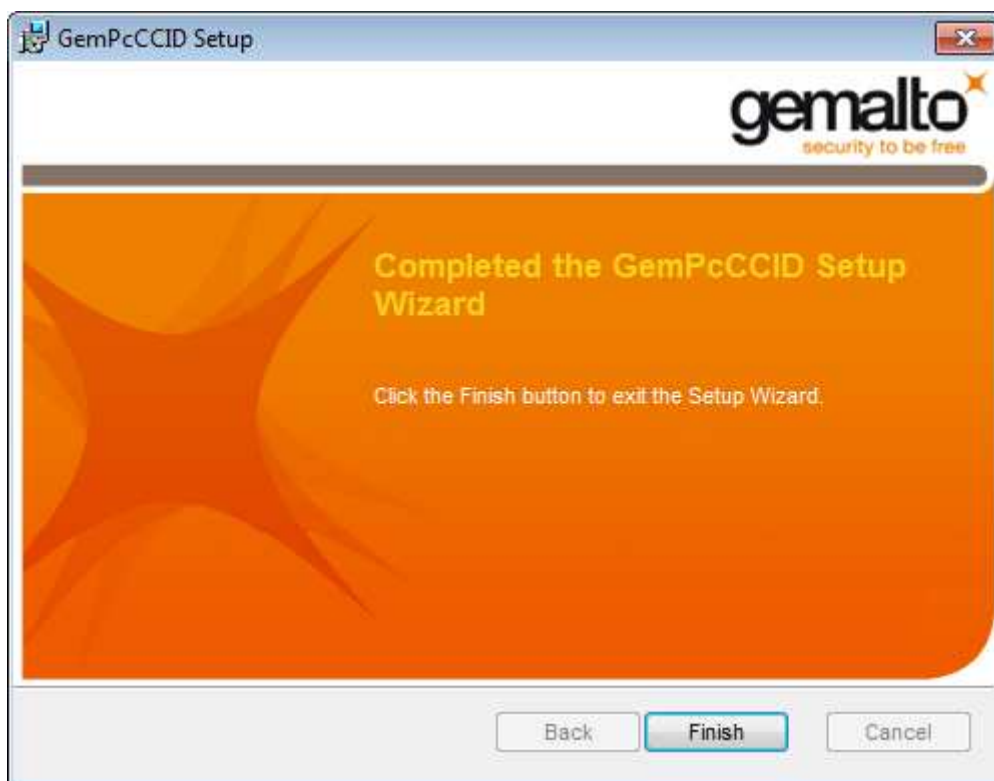 GemPcCCID Setup
gemalto
security to be free
Completed the GemPcCCID Setup
Wizard
Click the Finish button to exit the Setup Wizard.
Back Finish Cancel